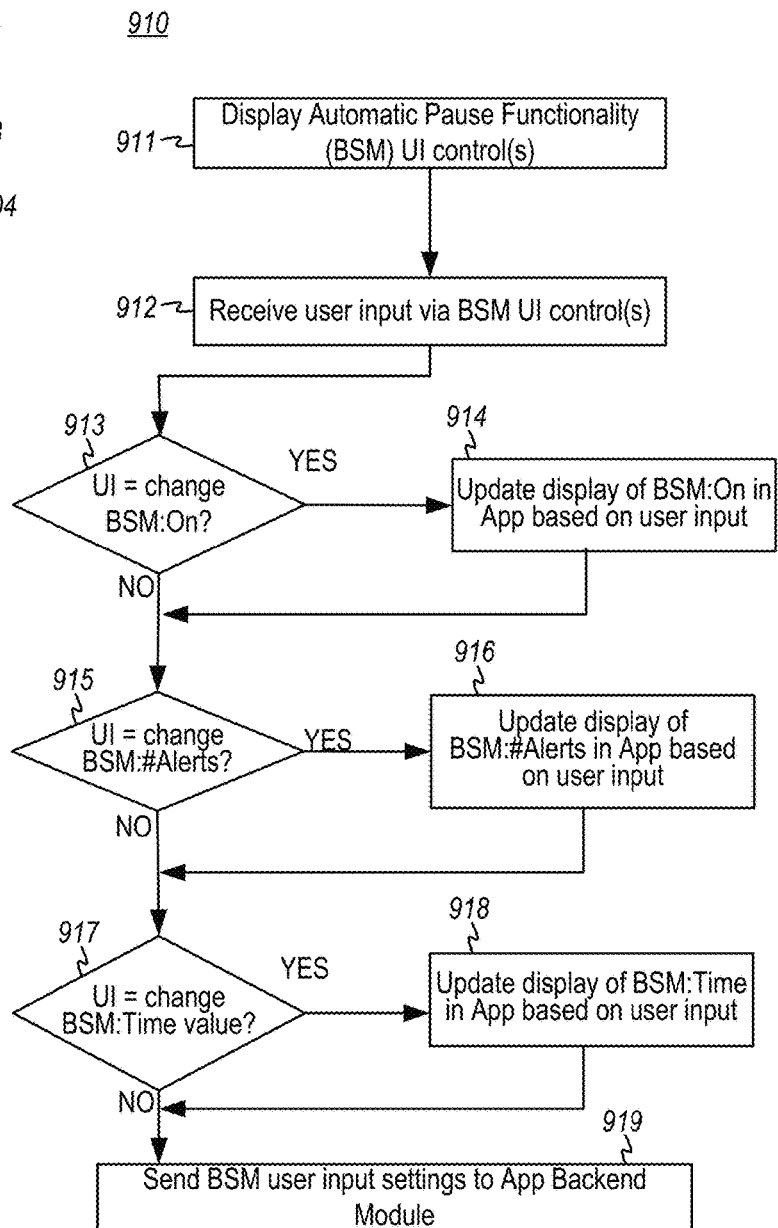 910
Display Automatic Pause Functionality
(BSM) UI control(s)
911
912
Receive user input via BSM UI control(s)
913
UI = change
BSM:On?
YES
914
Update display of BSM:On in
App based on user input
NO
915
UI = change
BSM:#Alerts?
YES
916
Update display of
BSM:#Alerts in App based
on user input
NO
917
UI = change
BSM:Time value?
YES
918
Update display of BSM:Time
in App based on user input
NO
919
Send BSM user input settings to App Backend
Module